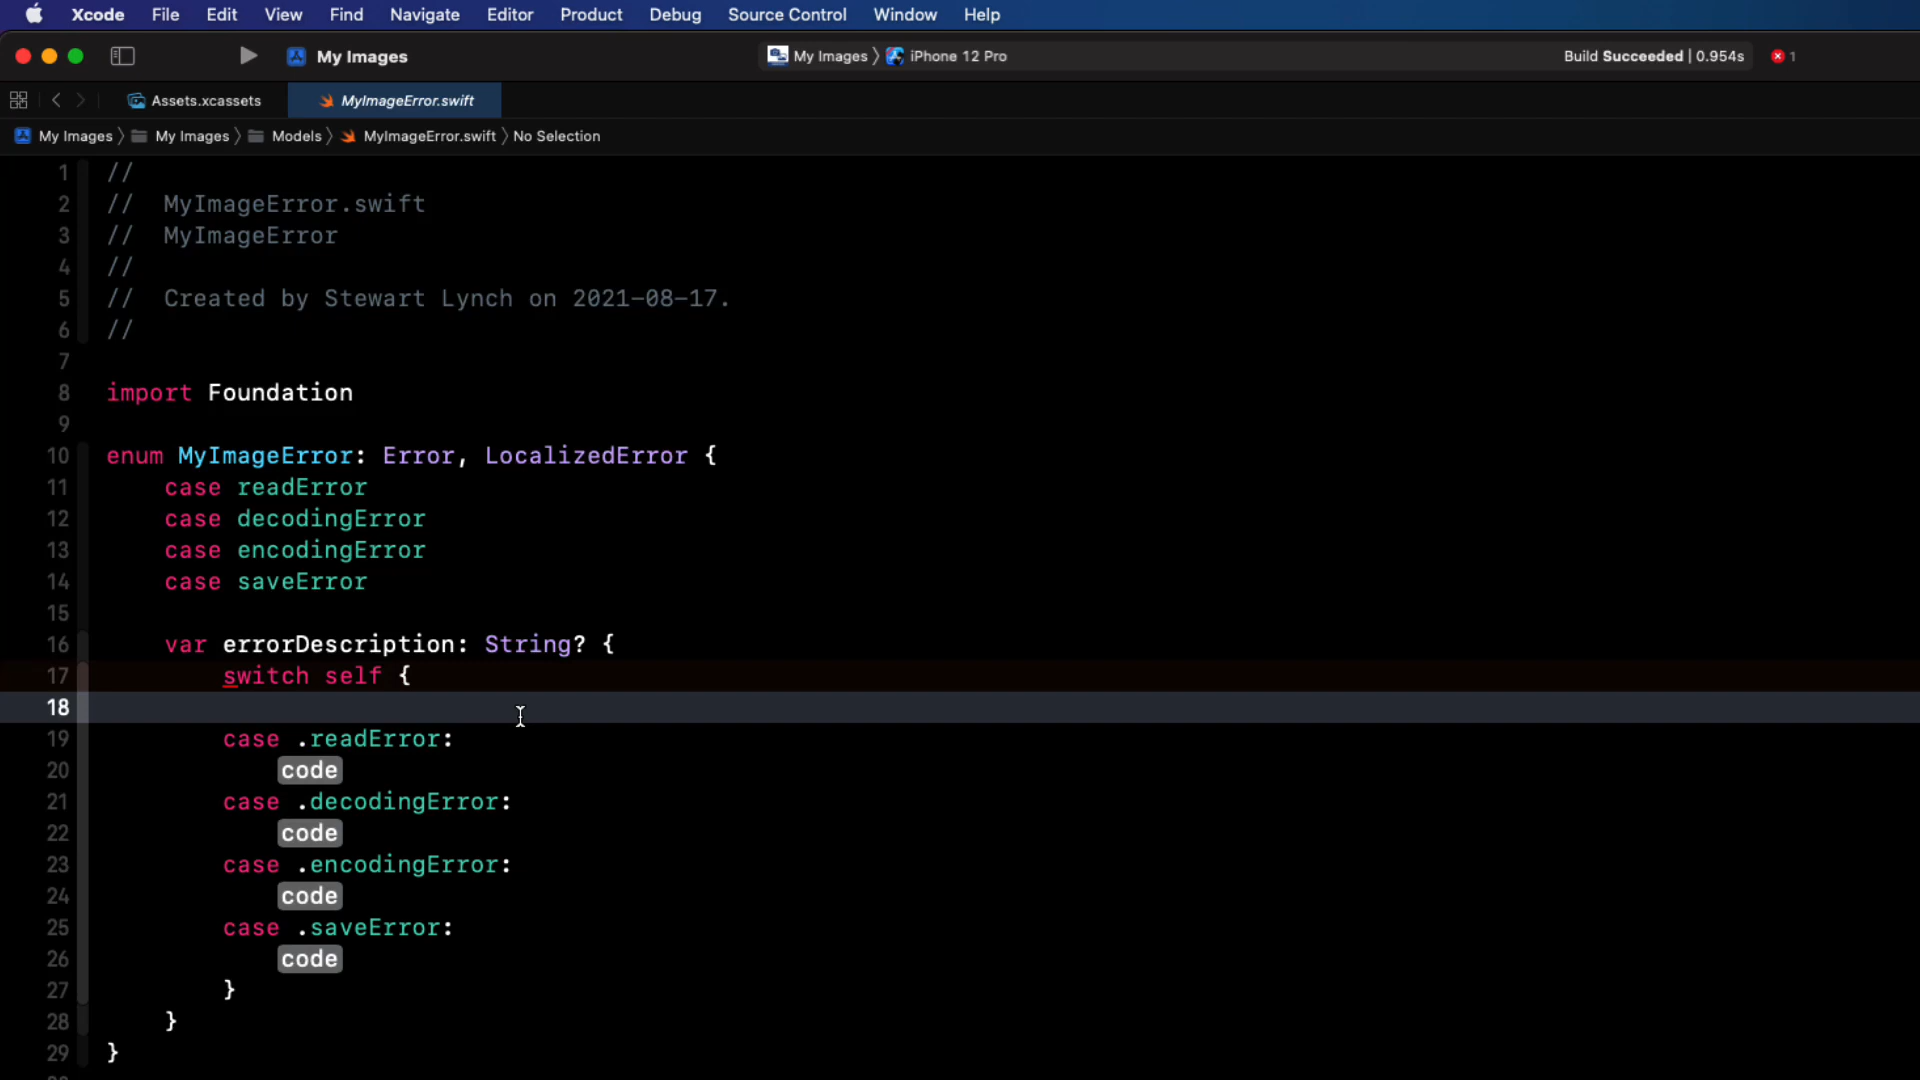 Xcode File Edit View Find Navigate Editor Product Debug Source Control Window Help
My Images My Images 〉 iPhone 12 Pro Build Succeeded | 0.954s 1
Assets.xcassets MyImageError.swift
My Images 〉 My Images 〉 Models 〉 MyImageError.swift 〉 No Selection
1 //
2 //  MyImageError.swift
3 //  MyImageError
4 //
5 //  Created by Stewart Lynch on 2021-08-17.
6 //
7
8 import Foundation
9
10 enum MyImageError: Error, LocalizedError {
11     case readError
12     case decodingError
13     case encodingError
14     case saveError
15
16     var errorDescription: String? {
17         switch self {
18
19         case .readError:
20             code
21         case .decodingError:
22             code
23         case .encodingError:
24             code
25         case .saveError:
26             code
27         }
28     }
29 }